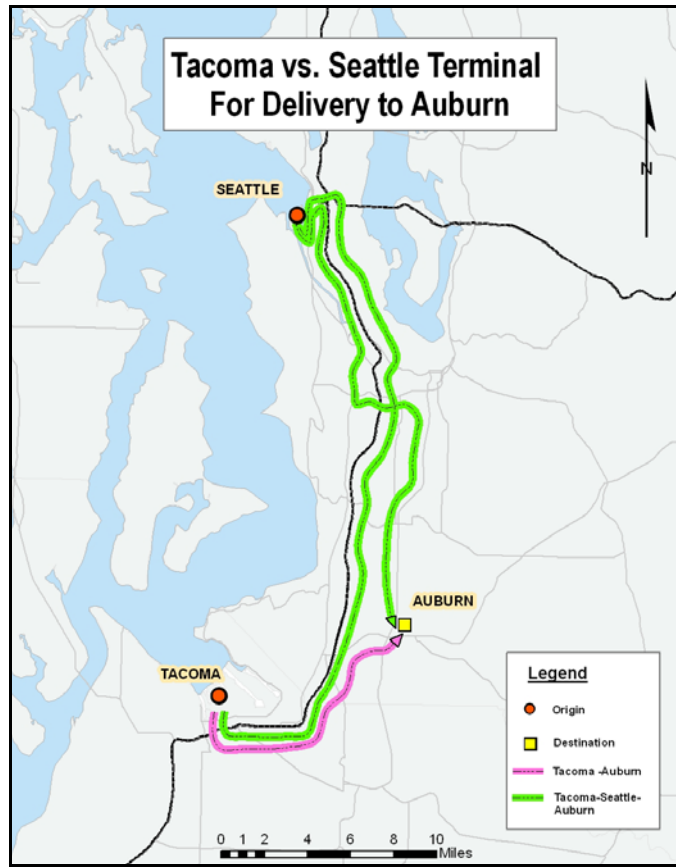 Tacoma vs. Seattle Terminal
For Delivery to Auburn
N
SEATTLE
AUBURN
TACOMA
Legend
Origin
Destination
Tacoma -Auburn
Tacoma-Seattle-
Auburn
0 1 2 4 6 8 10
Miles